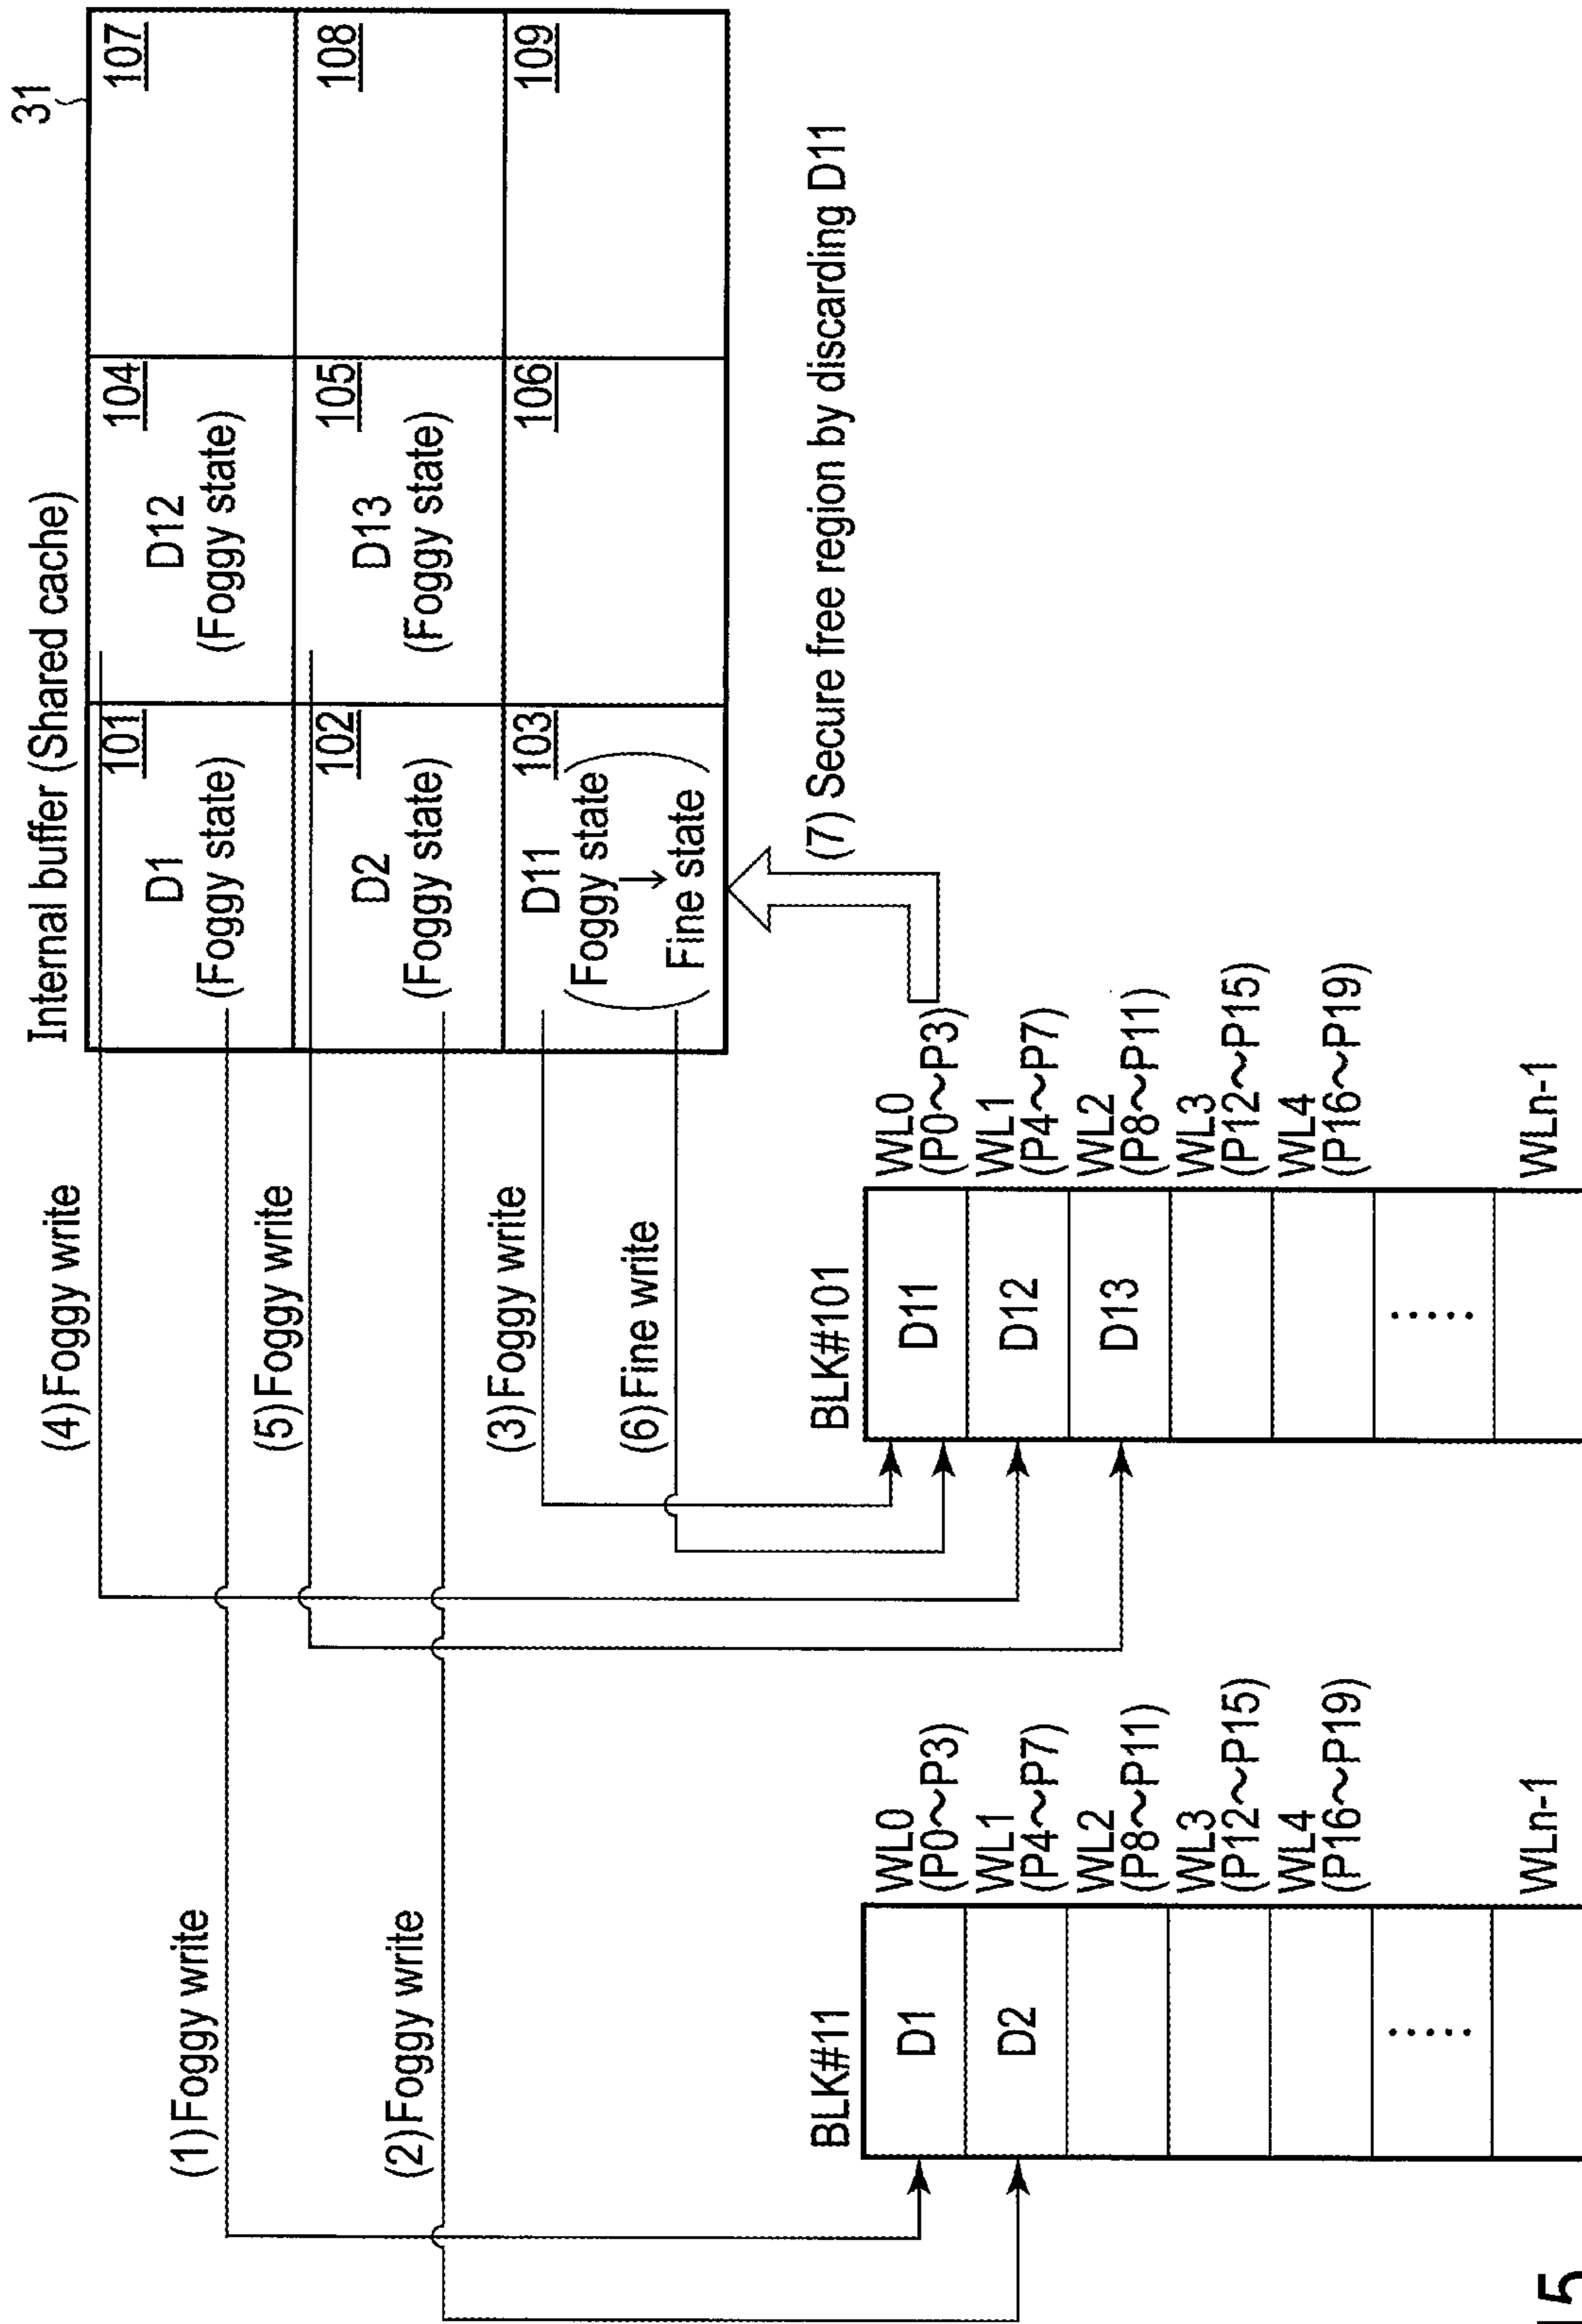 Internal buffer (Shared cache)
31
101
D1
(Foggy state)
104
D12
(Foggy state)
107
102
D2
(Foggy state)
105
D13
(Foggy state)
108
103
D11
(Foggy state
↓
Fine state)
106
109
(4)Foggy write
(1)Foggy write
(5)Foggy write
(2)Foggy write
(3)Foggy write
(6)Fine write
(7) Secure free region by discarding D11
BLK#11
D1
WL0
(P0~P3)
D2
WL1
(P4~P7)
WL2
(P8~P11)
WL3
(P12~P15)
WL4
(P16~P19)
.....
WLn-1
BLK#101
D11
WL0
(P0~P3)
D12
WL1
(P4~P7)
D13
WL2
(P8~P11)
WL3
(P12~P15)
WL4
(P16~P19)
.....
WLn-1